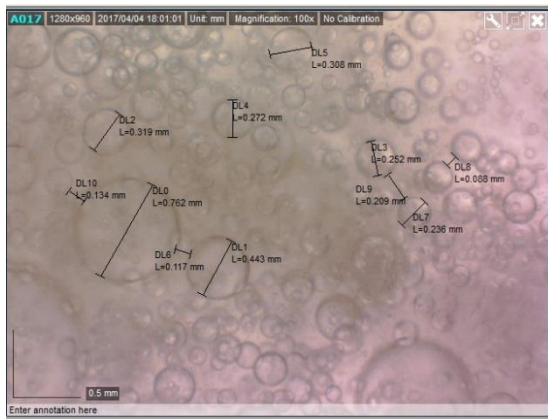 A017 1280x960 2017/04/04 18:01:01 Unit: mm Magnification: 100x No Calibration
DL5
L=0.308 mm
DL4
L=0.272 mm
DL2
L=0.319 mm
DL3
L=0.252 mm
DL8
L=0.088 mm
DL10
L=0.134 mm
DL0
L=0.762 mm
DL9
L=0.209 mm
DL7
L=0.236 mm
DL6
L=0.117 mm
DL1
L=0.443 mm
0.5 mm
Enter annotation here